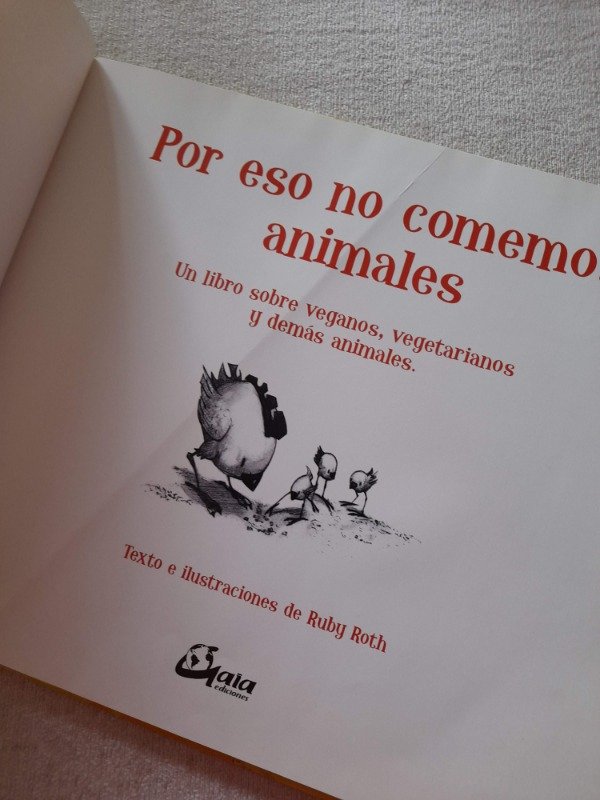 Por eso no comemos
animales
Un libro sobre veganos, vegetarianos
y demás animales.
Texto e ilustraciones de Ruby Roth
Gaia
ediciones